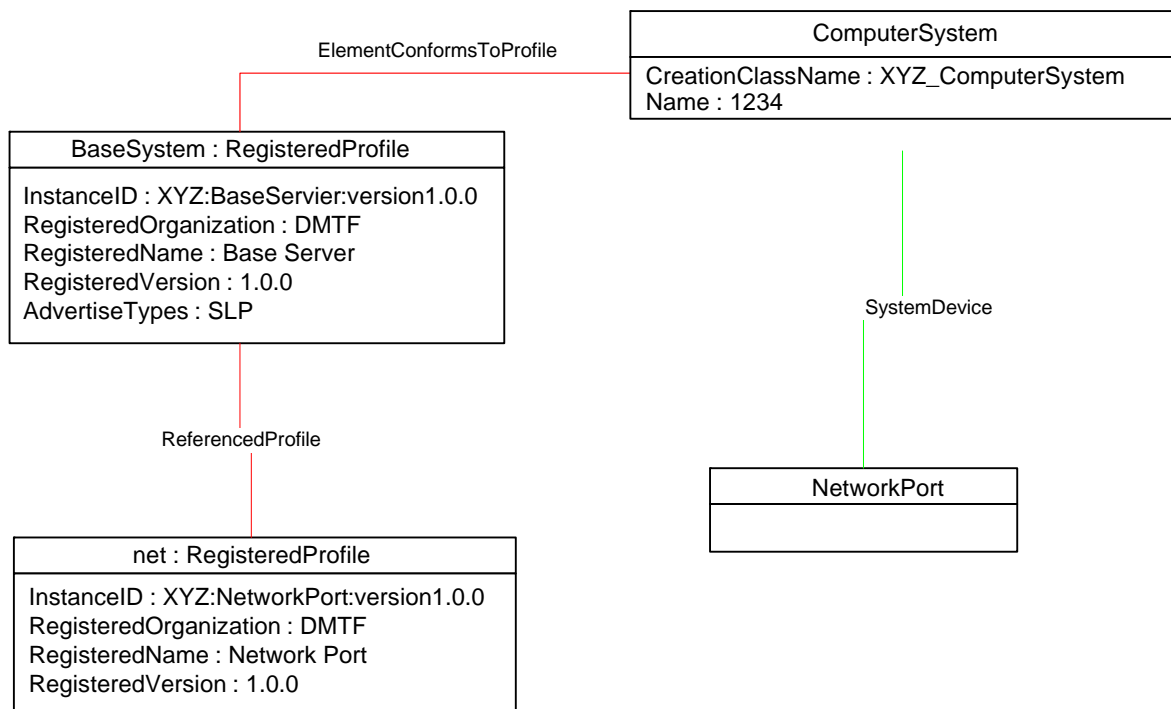 ElementConformsToProfile
ComputerSystem
CreationClassName : XYZ_ComputerSystem
Name : 1234
BaseSystem : RegisteredProfile
InstanceID : XYZ:BaseServier:version1.0.0
RegisteredOrganization : DMTF
RegisteredName : Base Server
RegisteredVersion : 1.0.0
AdvertiseTypes : SLP
SystemDevice
ReferencedProfile
NetworkPort
net : RegisteredProfile
InstanceID : XYZ:NetworkPort:version1.0.0
RegisteredOrganization : DMTF
RegisteredName : Network Port
RegisteredVersion : 1.0.0